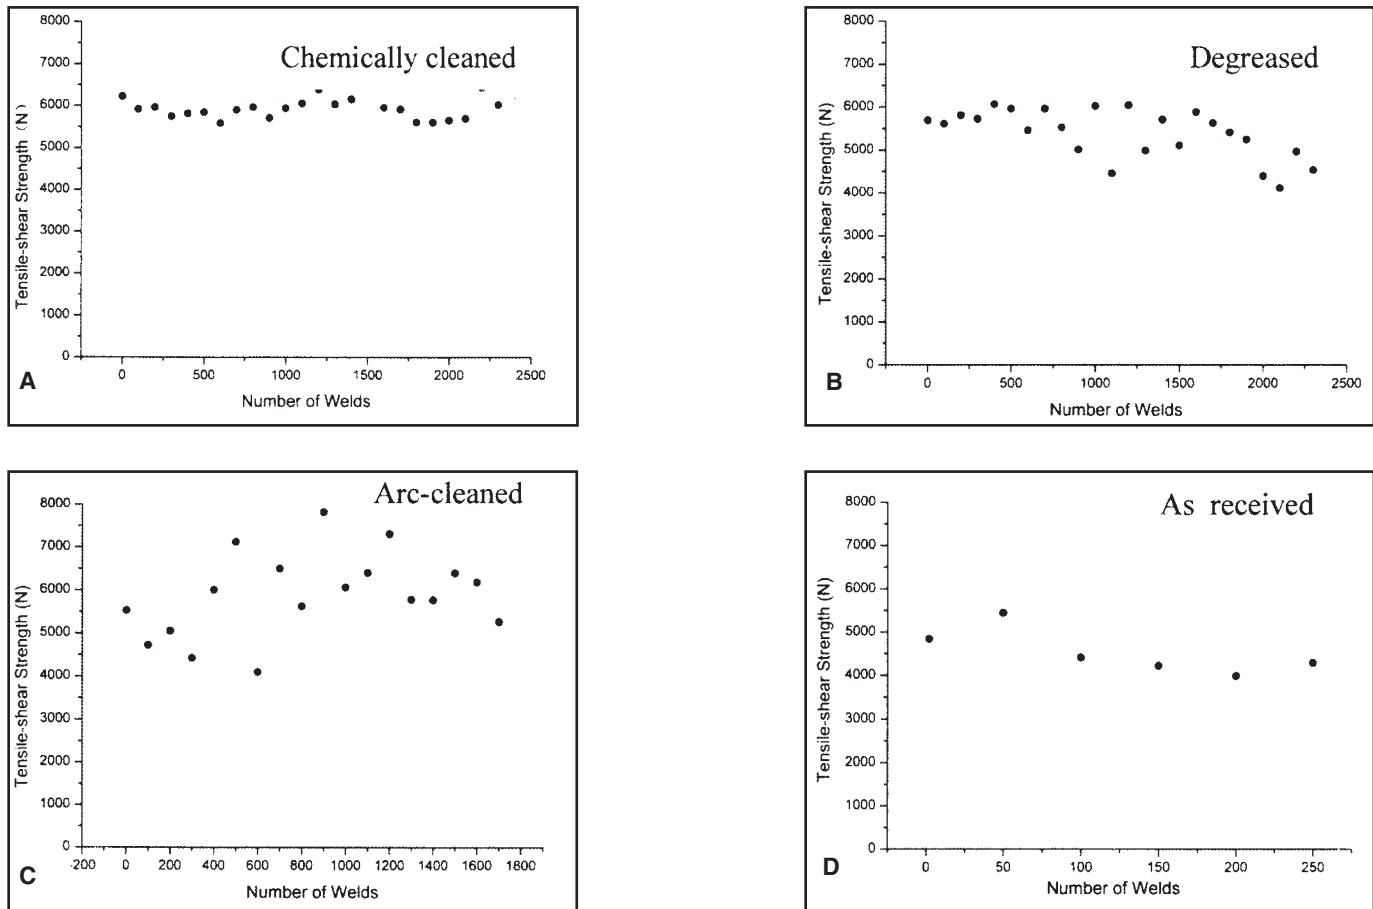 Chemically cleaned
8000
7000
6000
5000
4000
3000
2000
1000
0
Tensile-shear Strength (N)
0 500 1000 1500 2000 2500
Number of Welds
A
Degreased
8000
7000
6000
5000
4000
3000
2000
1000
0
Tensile-shear Strength (N)
0 500 1000 1500 2000 2500
Number of Welds
B
Arc-cleaned
8000
7000
6000
5000
4000
3000
2000
1000
0
Tensile-shear Strength (N)
-200 0 200 400 600 800 1000 1200 1400 1600 1800
Number of Welds
C
As received
8000
7000
6000
5000
4000
3000
2000
1000
0
Tensile-shear Strength (N)
0 50 100 150 200 250
Number of Welds
D